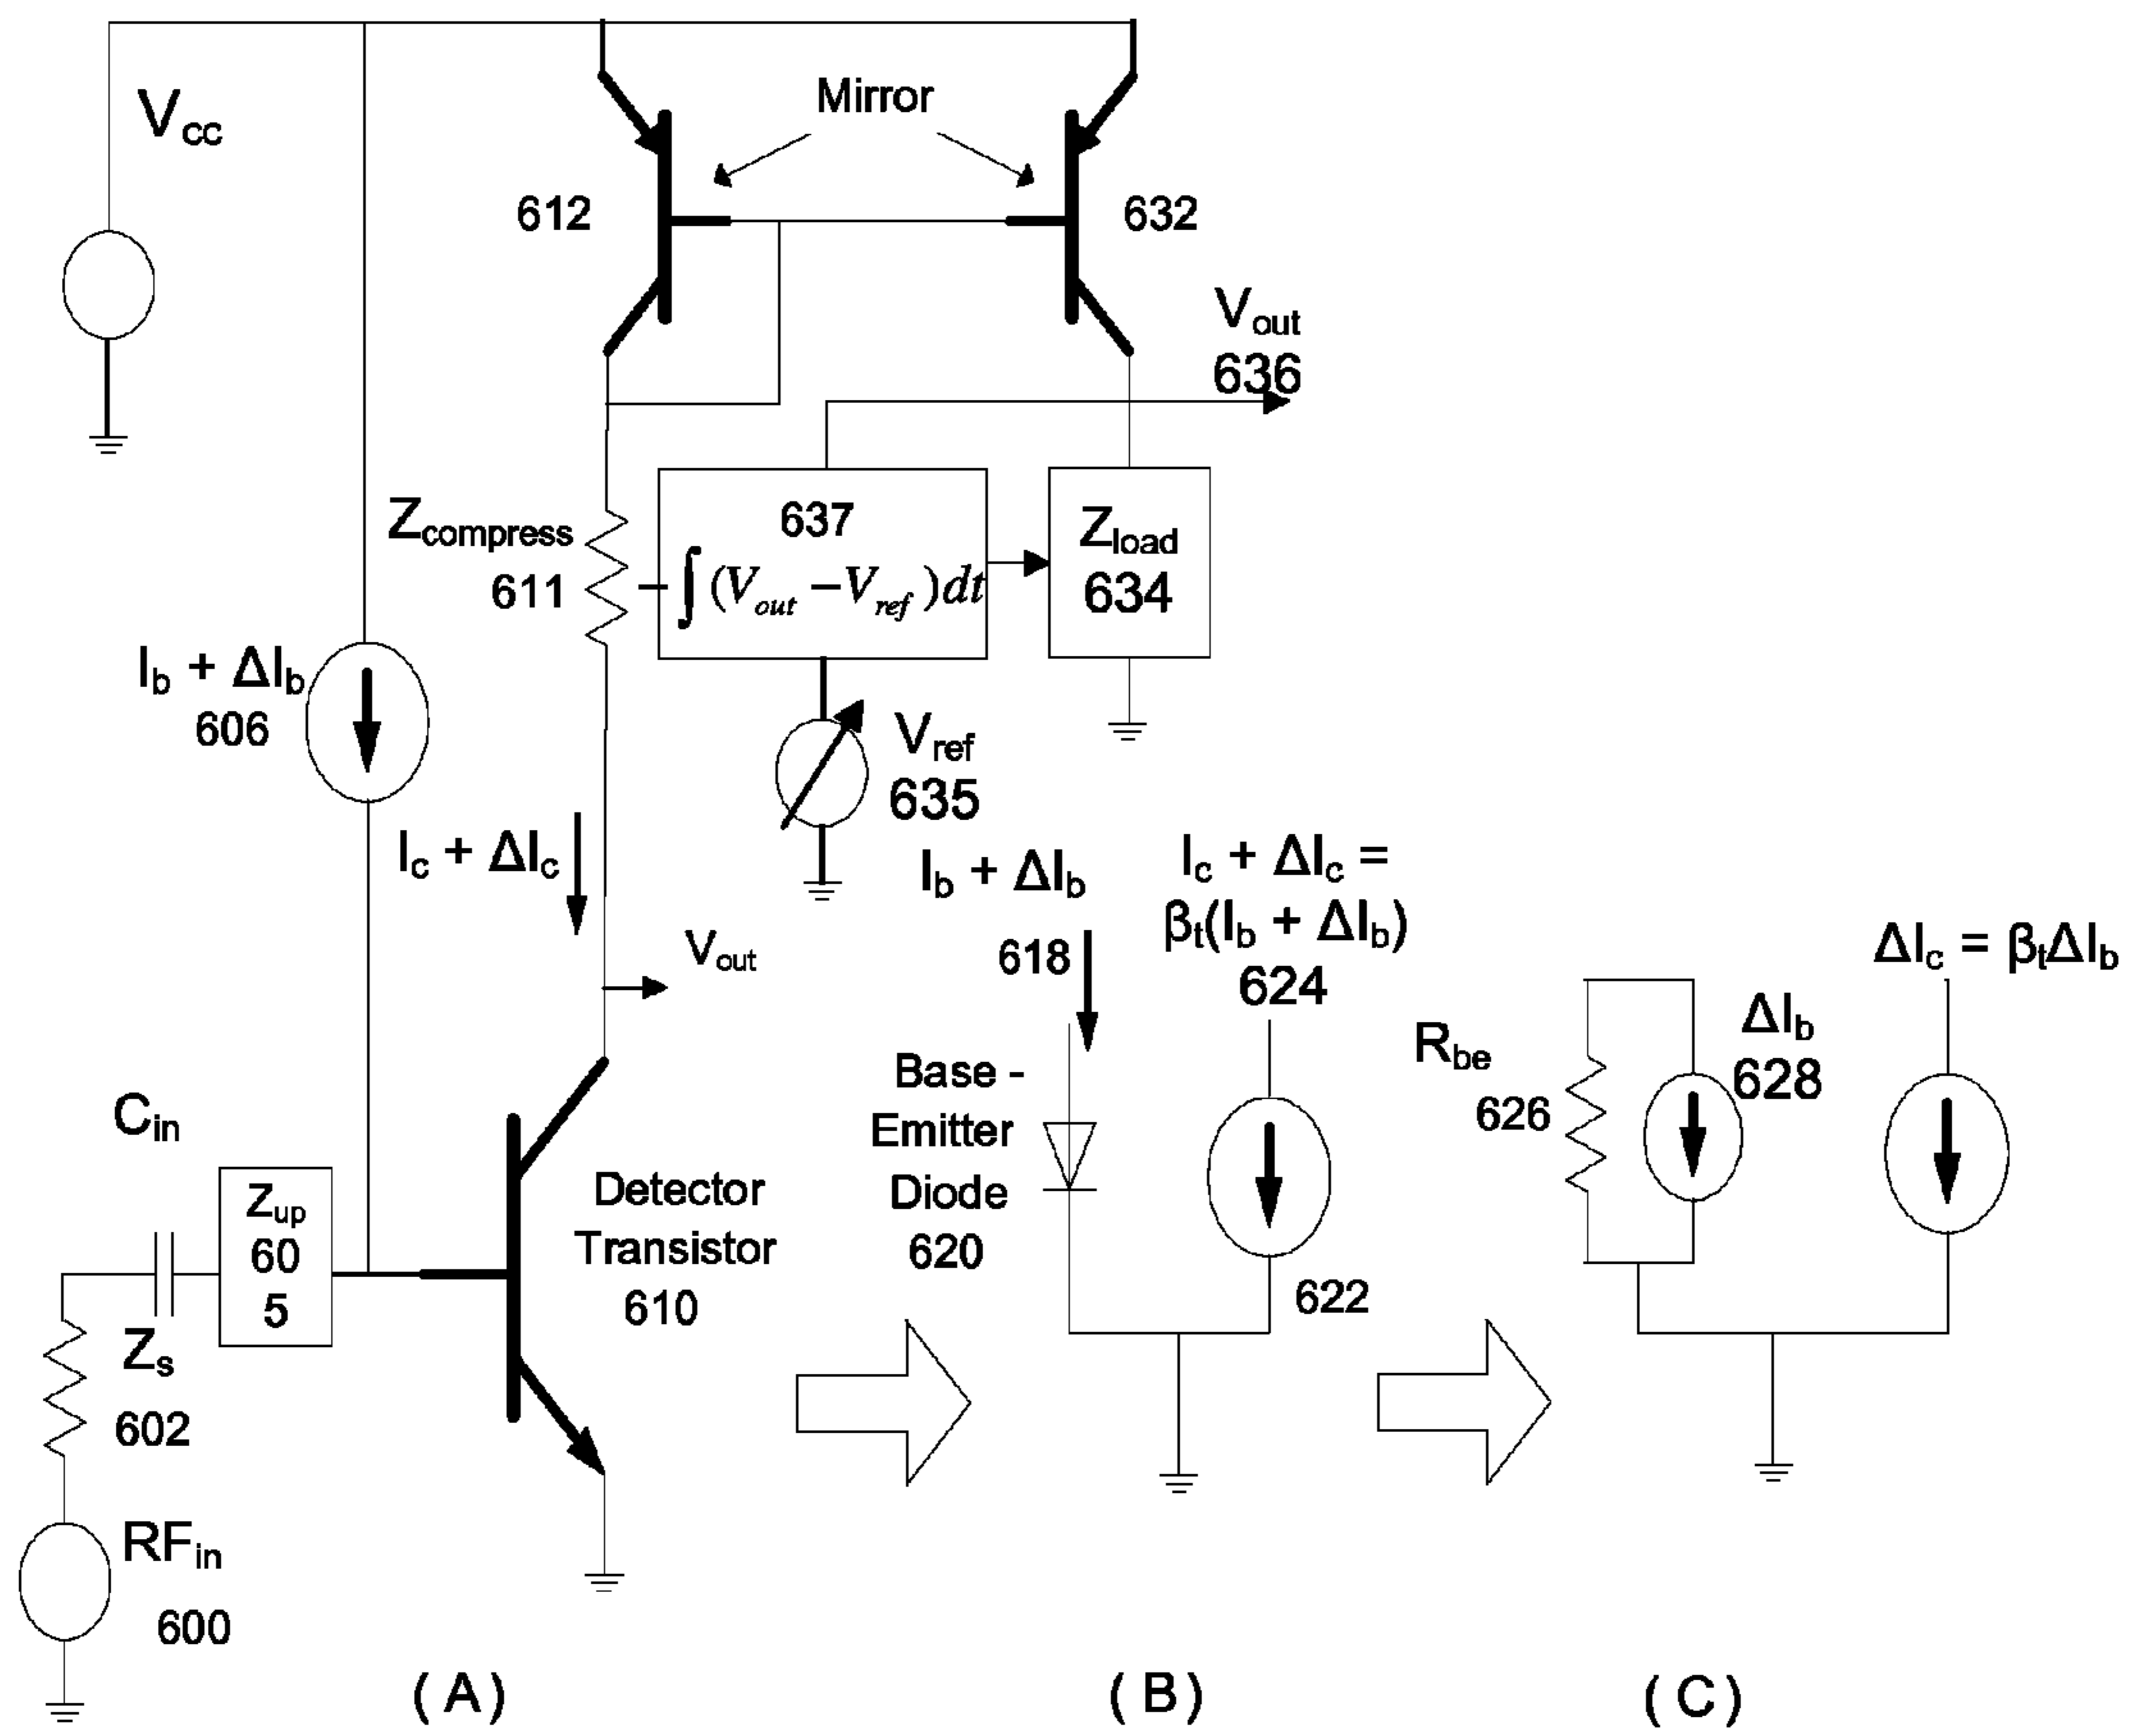 Vcc
Mirror
612
632
Vout
636
Zcompress
611
637
−∫(Vout −Vref)dt
Zload
634
Ib + ΔIb
606
Vref
635
Ic + ΔIc
Vout
Ib + ΔIb
618
Ic + ΔIc =
βt(Ib + ΔIb)
624
ΔIc = βtΔIb
Rbe
626
ΔIb
628
Base -
Emitter
Diode
620
622
Cin
Zup
60
5
Detector
Transistor
610
Zs
602
RFin
600
( A )
( B )
( C )